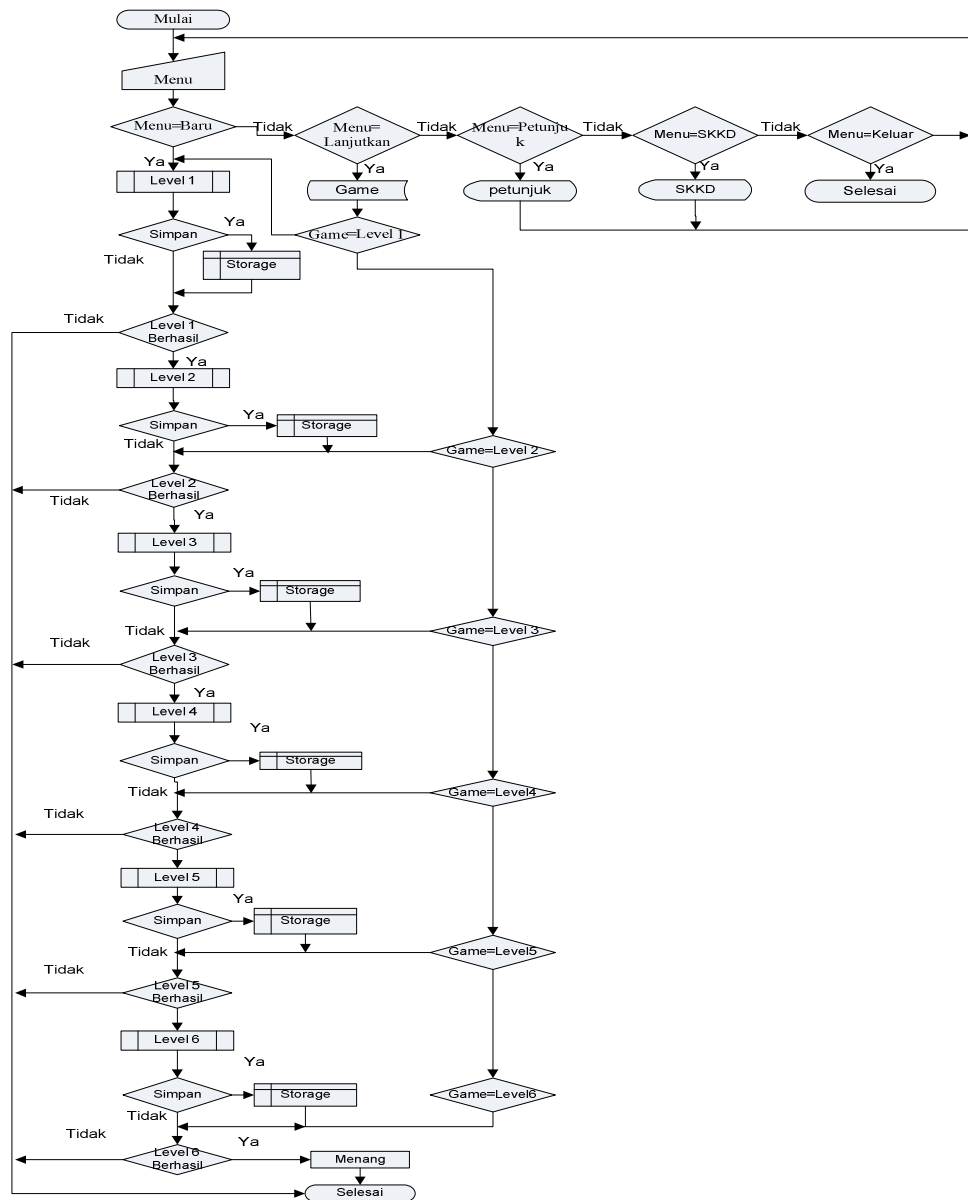 Mulai
Menu
Menu=Baru
Tidak
Menu=
Lanjutkan
Tidak
Menu=Petunju
k
Tidak
Menu=SKKD
Tidak
Menu=Keluar
Ya
Ya
Ya
Ya
Ya
Level 1
Game
petunjuk
SKKD
Selesai
Simpan
Ya
Game=Level 1
Tidak
Storage
Tidak
Level 1
Berhasil
Ya
Level 2
Simpan
Ya
Storage
Tidak
Game=Level 2
Level 2
Berhasil
Tidak
Ya
Level 3
Ya
Simpan
Storage
Tidak
Game=Level 3
Tidak
Level 3
Berhasil
Ya
Level 4
Ya
Simpan
Storage
Tidak
Game=Level4
Tidak
Level 4
Berhasil
Level 5
Ya
Simpan
Storage
Tidak
Game=Level5
Tidak
Level 5
Berhasil
Level 6
Ya
Simpan
Storage
Game=Level6
Tidak
Tidak
Level 6
Berhasil
Ya
Menang
Selesai